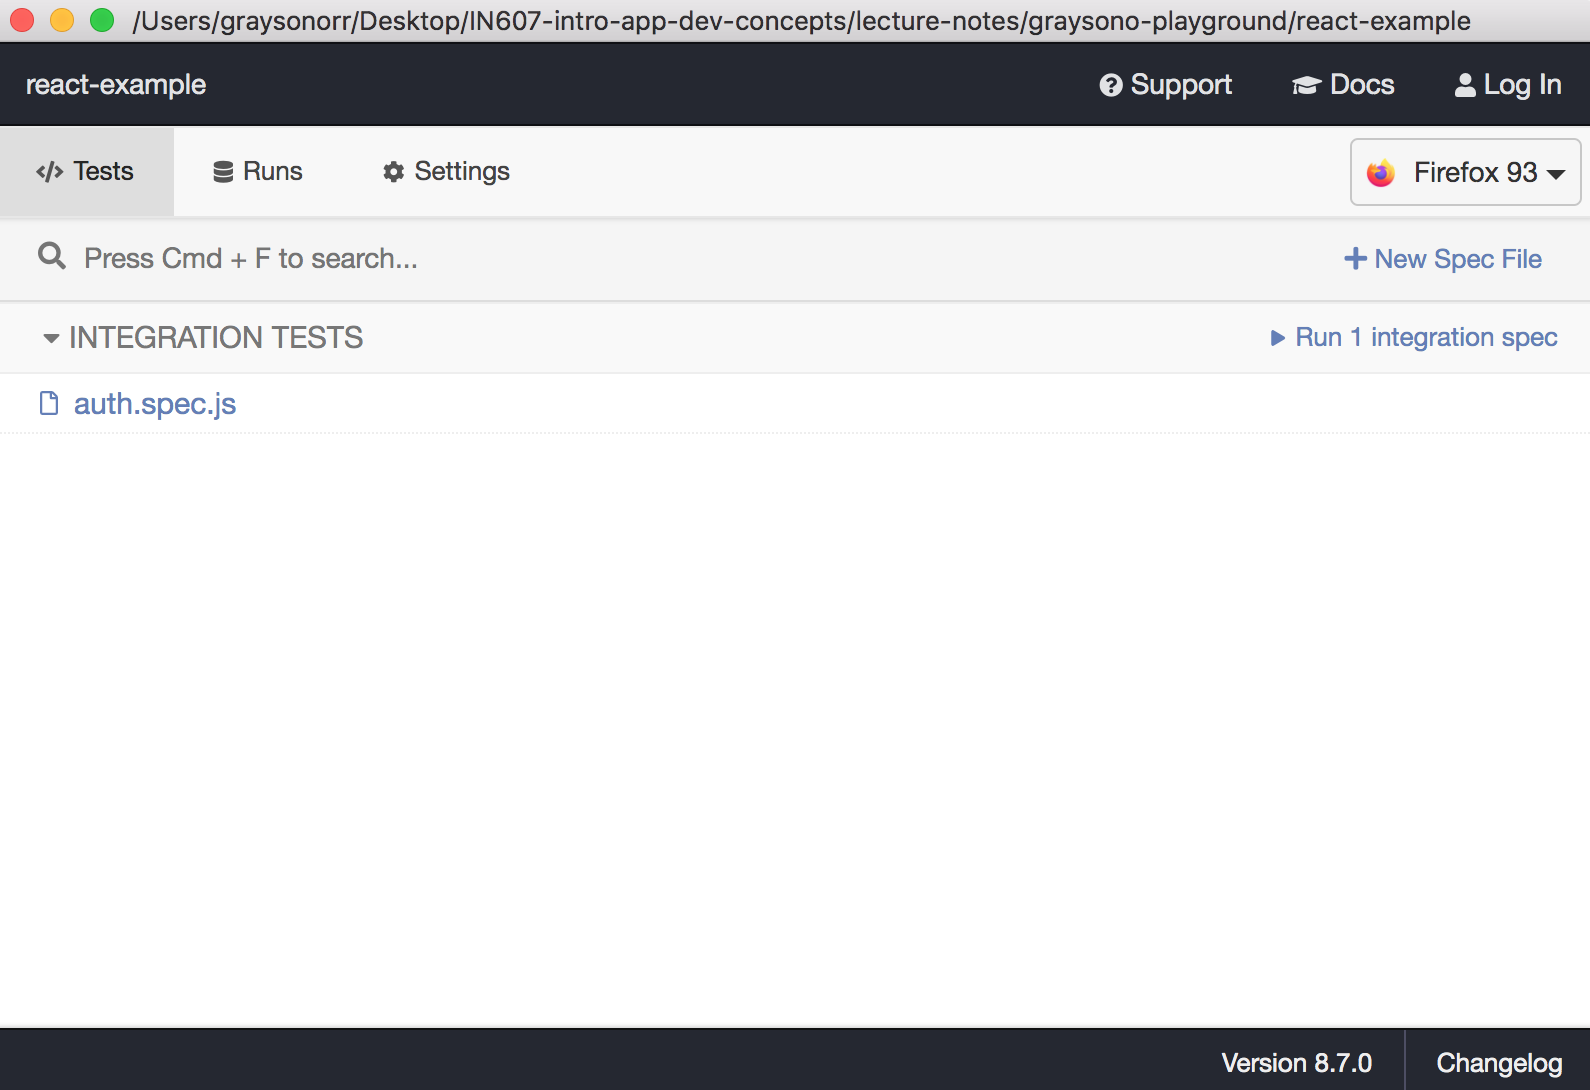 /Users/graysonorr/Desktop/IN607-intro-app-dev-concepts/lecture-notes/graysono-playground/react-example
react-example Support Docs Log In
</> Tests Runs Settings Firefox 93
Press Cmd + F to search... + New Spec File
INTEGRATION TESTS Run 1 integration spec
auth.spec.js
Version 8.7.0 Changelog